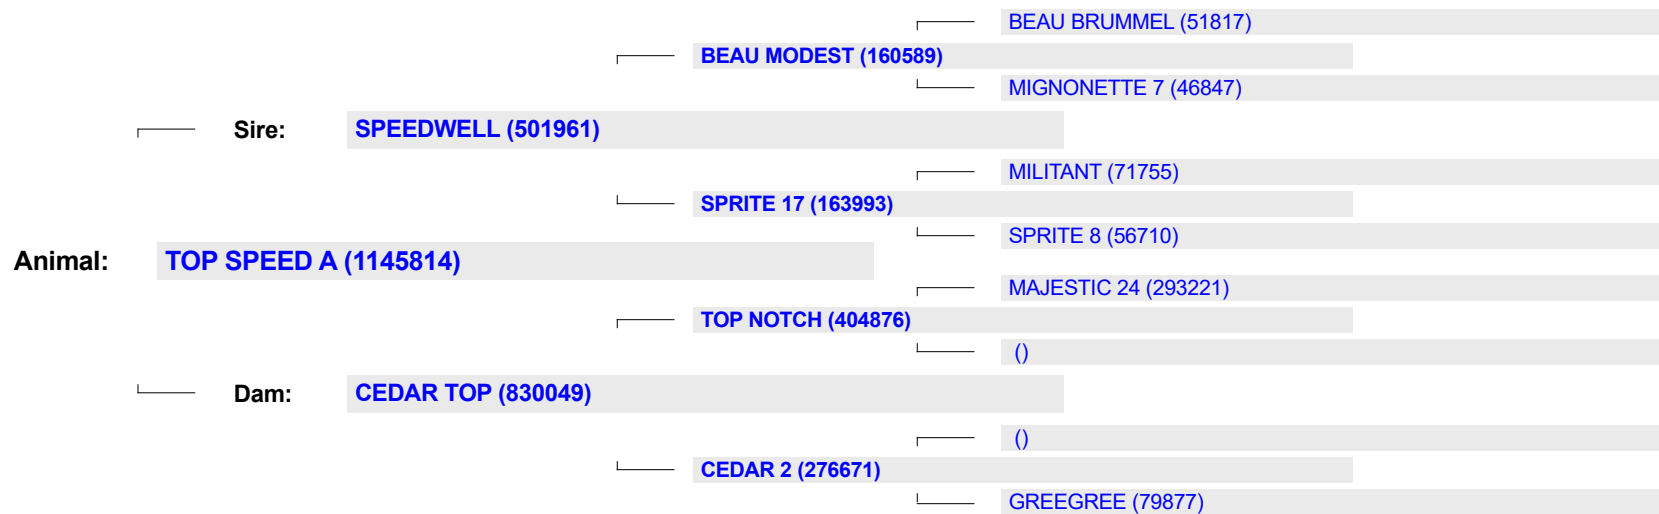 BEAU BRUMMEL (51817)
BEAU MODEST (160589)
MIGNONETTE 7 (46847)
Sire: SPEEDWELL (501961)
MILITANT (71755)
SPRITE 17 (163993)
SPRITE 8 (56710)
Animal: TOP SPEED A (1145814)
MAJESTIC 24 (293221)
TOP NOTCH (404876)
()
Dam: CEDAR TOP (830049)
()
CEDAR 2 (276671)
GREEGREE (79877)